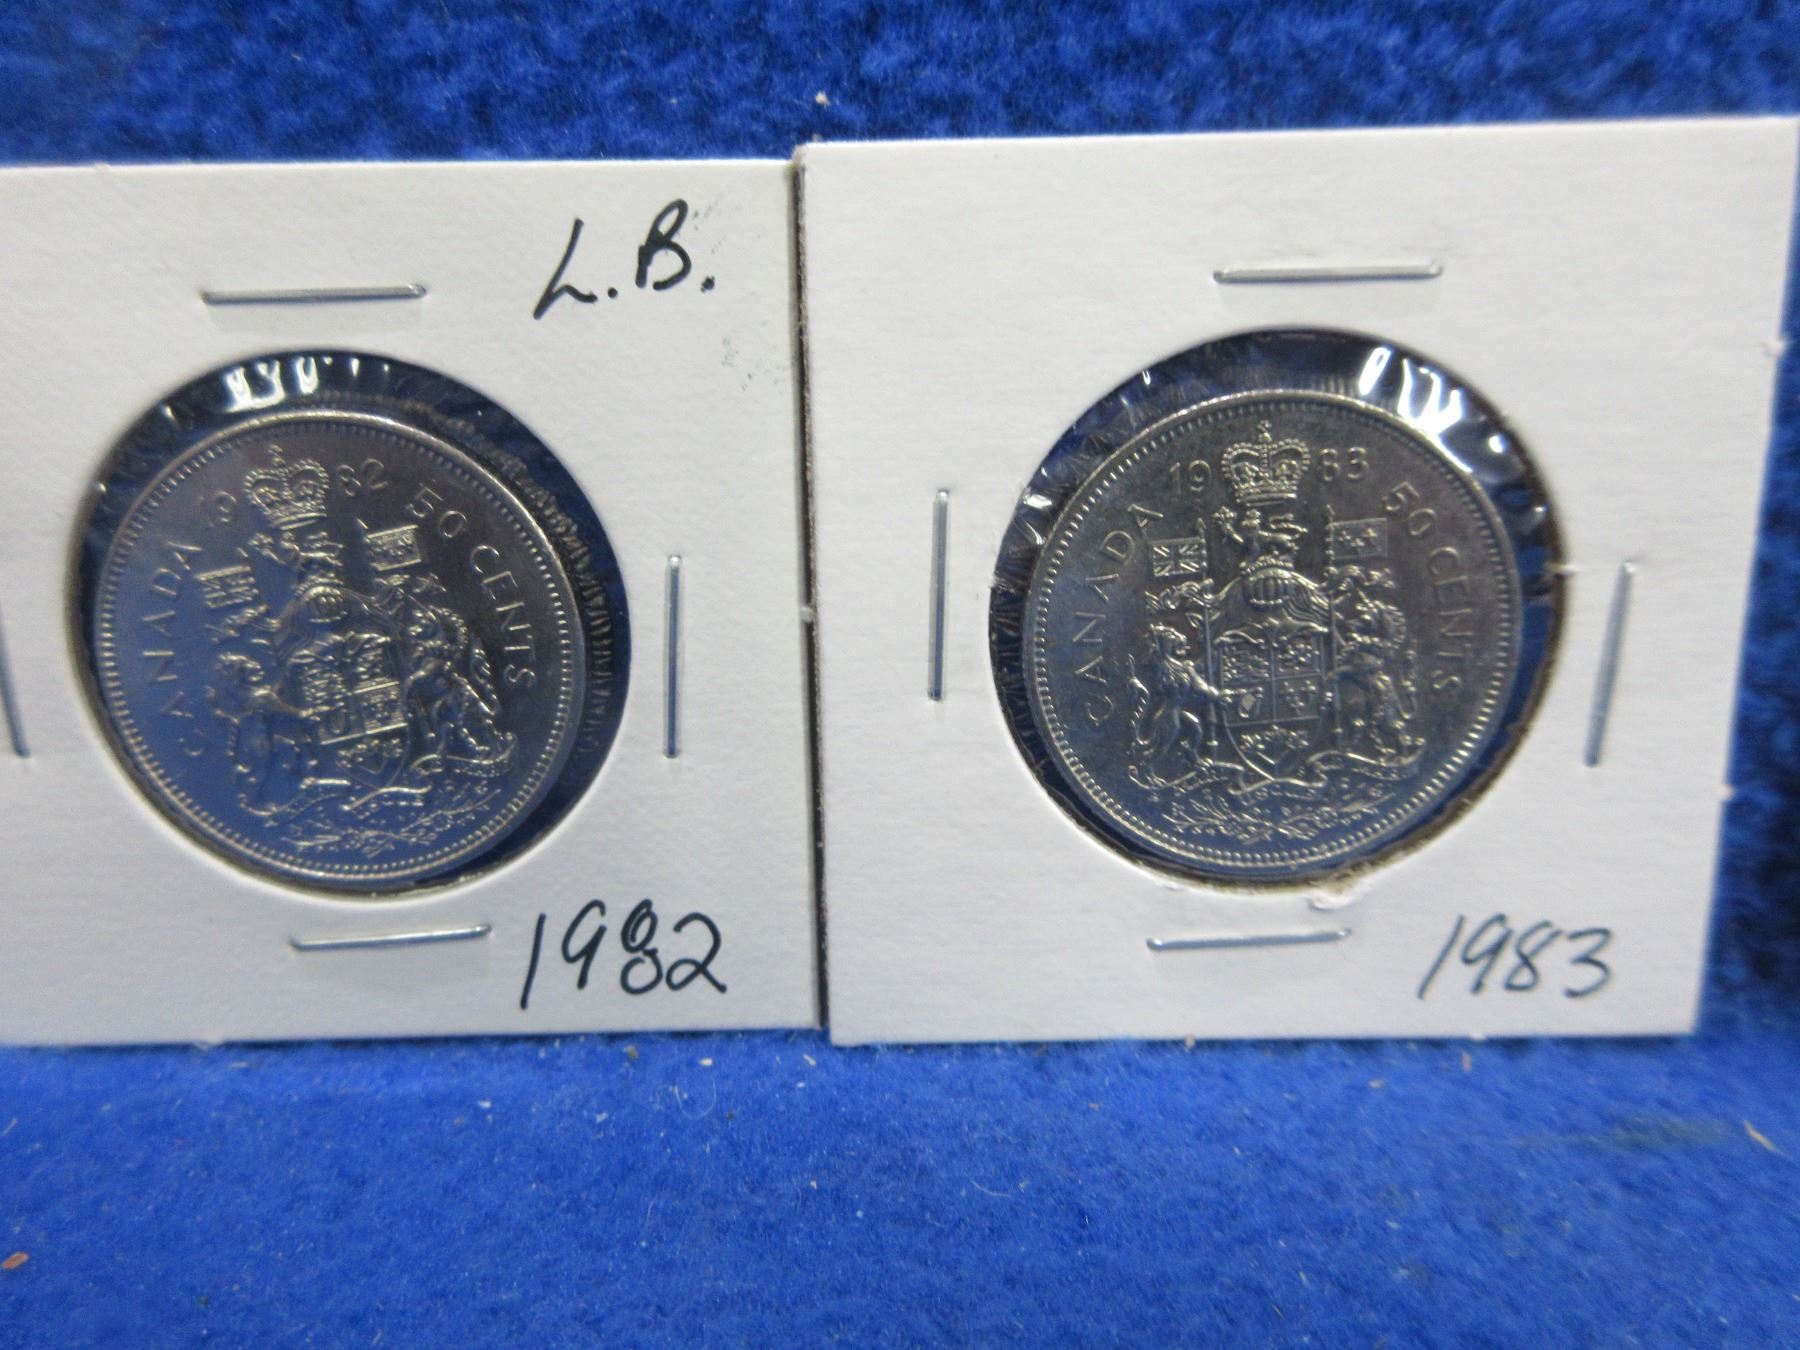 L.B.
CANADA 1982 50 CENTS
1982
CANADA 1983 50 CENTS
1983